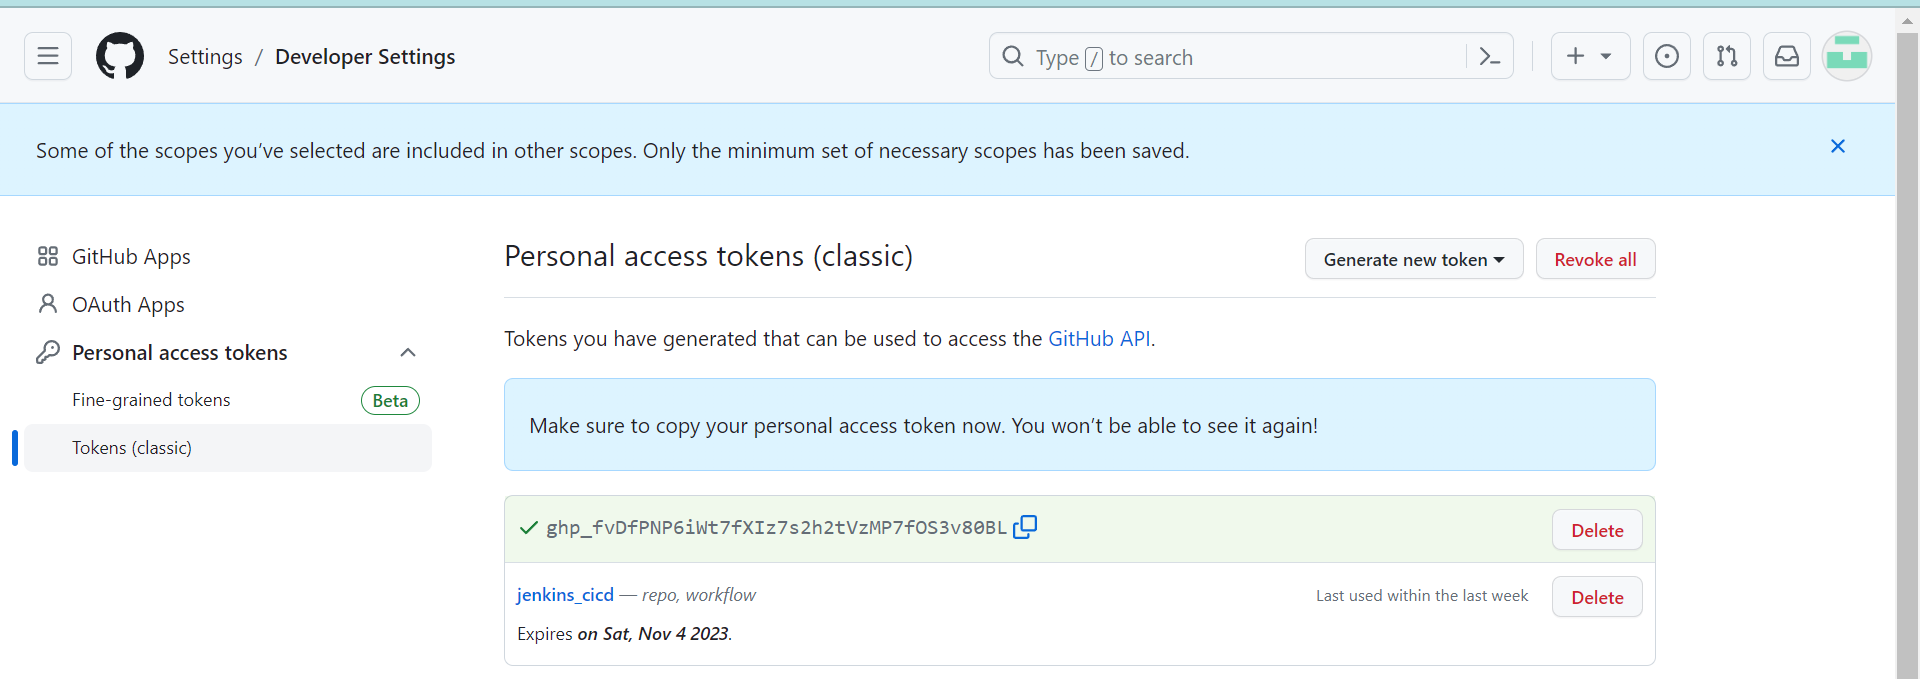 Settings / Developer Settings
Type / to search
Some of the scopes you've selected are included in other scopes. Only the minimum set of necessary scopes has been saved.
GitHub Apps
OAuth Apps
Personal access tokens
Fine-grained tokens Beta
Tokens (classic)
Personal access tokens (classic)
Generate new token
Revoke all
Tokens you have generated that can be used to access the GitHub API.
Make sure to copy your personal access token now. You won't be able to see it again!
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
Delete
jenkins_cicd — repo, workflow
Last used within the last week
Delete
Expires on Sat, Nov 4 2023.